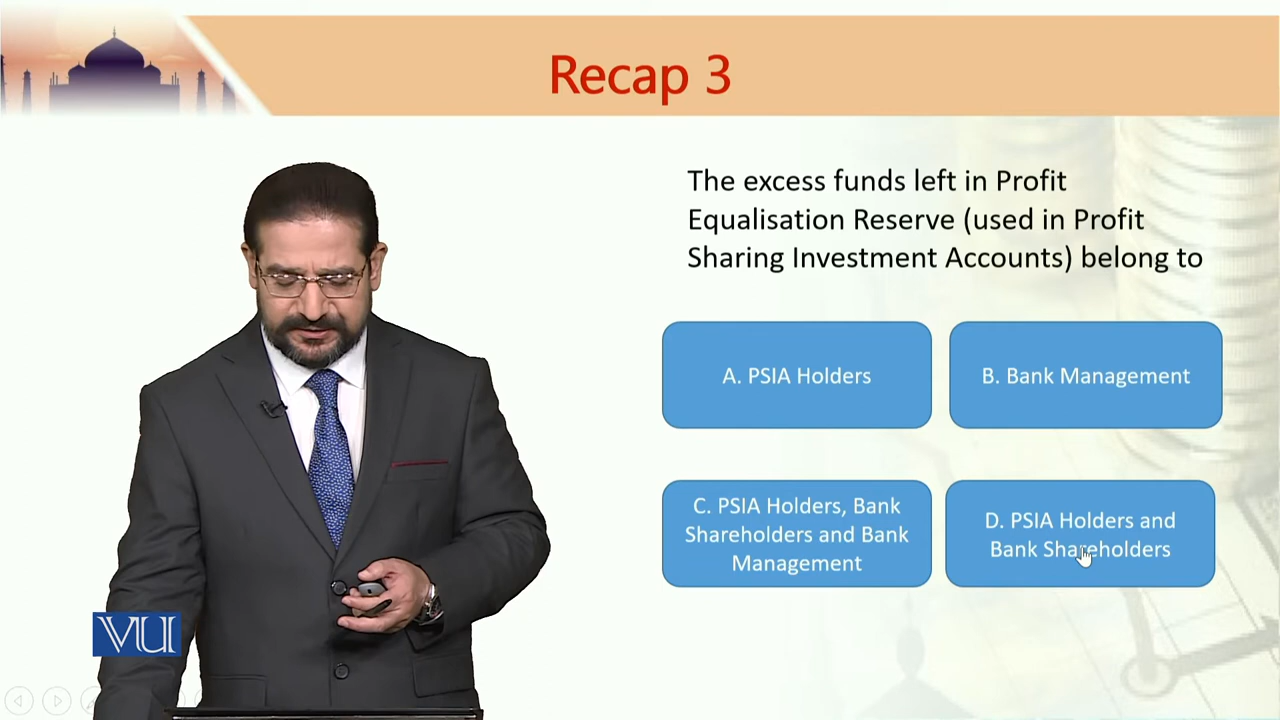 Recap 3
The excess funds left in Profit
Equalisation Reserve (used in Profit
Sharing Investment Accounts) belong to
A. PSIA Holders
B. Bank Management
C. PSIA Holders, Bank
Shareholders and Bank
Management
D. PSIA Holders and
Bank Shareholders
VU